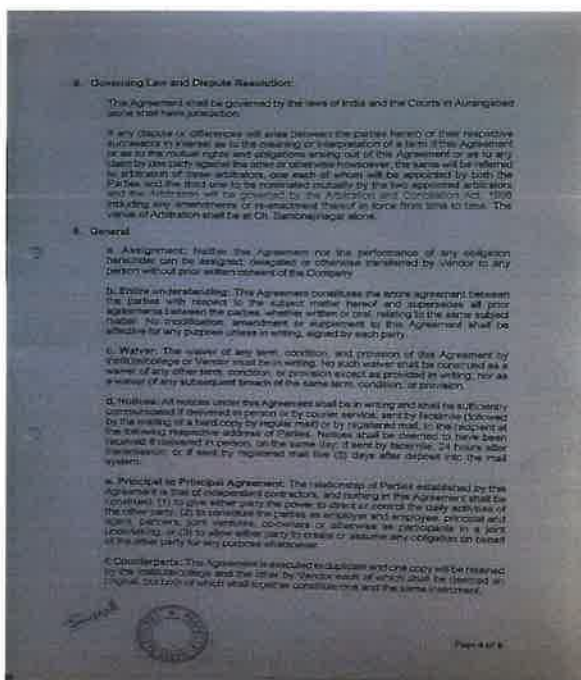 Governing Law and Dispute Resolution:
This Agreement shall be governed by the laws of India and the Courts in Aurangabad
alone shall have jurisdiction.
If any dispute or differences will arise between the parties hereto or their respective
successors in interest as to the meaning or interpretation of a term if this Agreement
or as to the mutual rights and obligations arising out of this Agreement or as to any
claim by one party against the other or otherwise howsoever, the same will be referred
to arbitration of three arbitrators, one each of whom will be appointed by both the
Parties and the third one to be nominated mutually by the two appointed arbitrators
and the Arbitration will be governed by the Arbitration and Conciliation Act, 1996
including any amendments or re-enactment thereof in force from time to time. The
venue of Arbitration shall be at Ch. Sambhajinagar alone.
General
a. Assignment: Neither the Agreement nor the performance of any obligation
hereunder can be assigned, delegated or otherwise transferred by Vendor to any
person without prior written consent of the Company.
b. Entire understanding: This Agreement constitutes the entire agreement between
the parties with respect to the subject matter hereof and supersedes all prior
agreements between the parties, whether written or oral, relating to the same subject
matter. No modification, amendment or supplement to this Agreement shall be
effective for any purpose unless in writing, signed by each party.
c. Waiver: The waiver of any term, condition, and provision of this Agreement by
institute/college or Vendor must be in writing. No such waiver shall be construed as a
waiver of any other term, condition, or provision except as provided in writing, nor as
a waiver of any subsequent breach of the same term, condition, or provision.
d. Notices: All notices under this Agreement shall be in writing and shall be sufficiently
communicated if delivered in person or by courier service, sent by facsimile (followed
by the mailing of a hard copy by regular mail) or by registered mail, to the recipient at
the following respective address of Parties. Notices shall be deemed to have been
received if delivered in person, on the same day; if sent by facsimile, 24 hours after
transmission; or if sent by registered mail five (5) days after deposit into the mail
system.
e. Principal to Principal Agreement: The relationship of Parties established by this
Agreement is that of independent contractors, and nothing in this Agreement shall be
construed: (1) to give either party the power to direct or control the daily activities of
the other party, (2) to constitute the parties as employer and employee, principal and
agent, partners, joint ventures, co-owners or otherwise as participants in a joint
undertaking, or (3) to allow either party to create or assume any obligation on behalf
of the other party for any purpose whatsoever.
f. Counterparts: This Agreement is executed in duplicate and one copy will be retained
by the institute/college and the other by Vendor each of which shall be deemed an
original, but both of which shall together constitute one and the same instrument.
Page 4 of